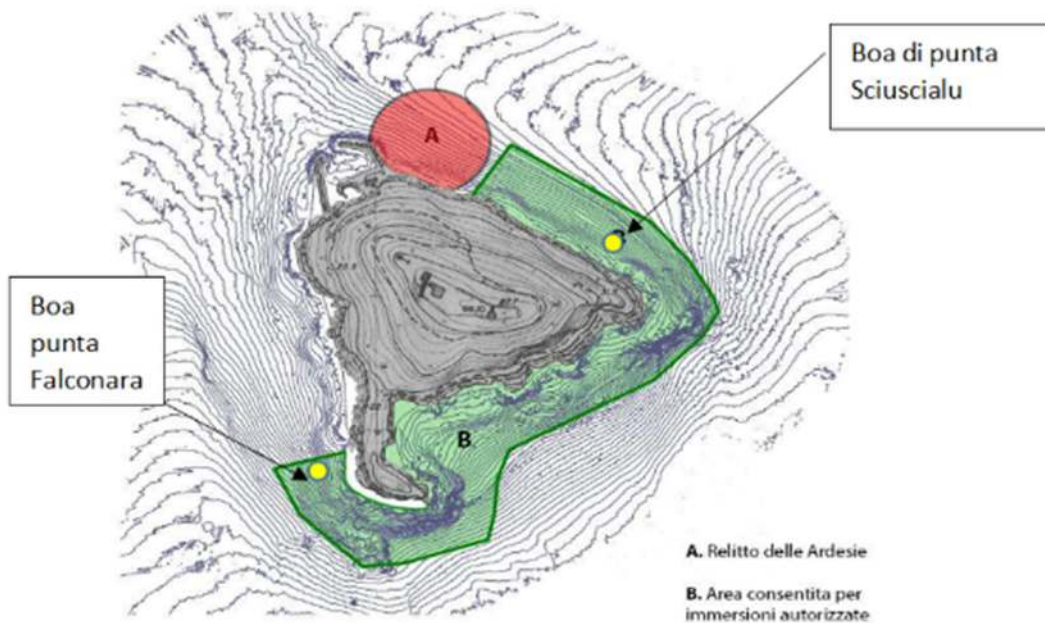 Boa di punta
Sciuscialu
A
Boa
punta
Falconara
B
A. Relitto delle Ardesie
B. Area consentita per
immersioni autorizzate